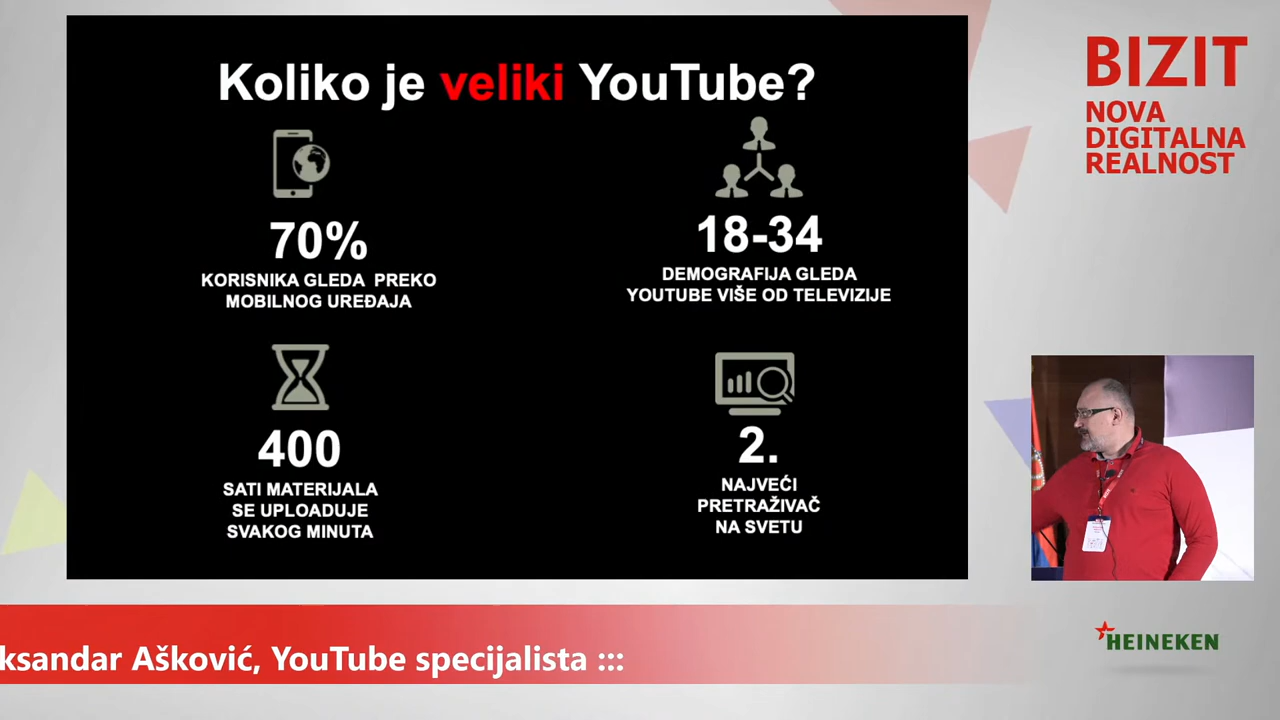 Koliko je veliki YouTube?
70%
KORISNIKA GLEDA PREKO
MOBILNOG UREĐAJA
18-34
DEMOGRAFIJA GLEDA
YOUTUBE VIŠE OD TELEVIZIJE
400
SATI MATERIJALA
SE UPLOADUJE
SVAKOG MINUTA
2.
NAJVEĆI
PRETRAŽIVAČ
NA SVETU
BIZIT
NOVA
DIGITALNA
REALNOST
ksandar Ašković, YouTube specijalista :::
HEINEKEN